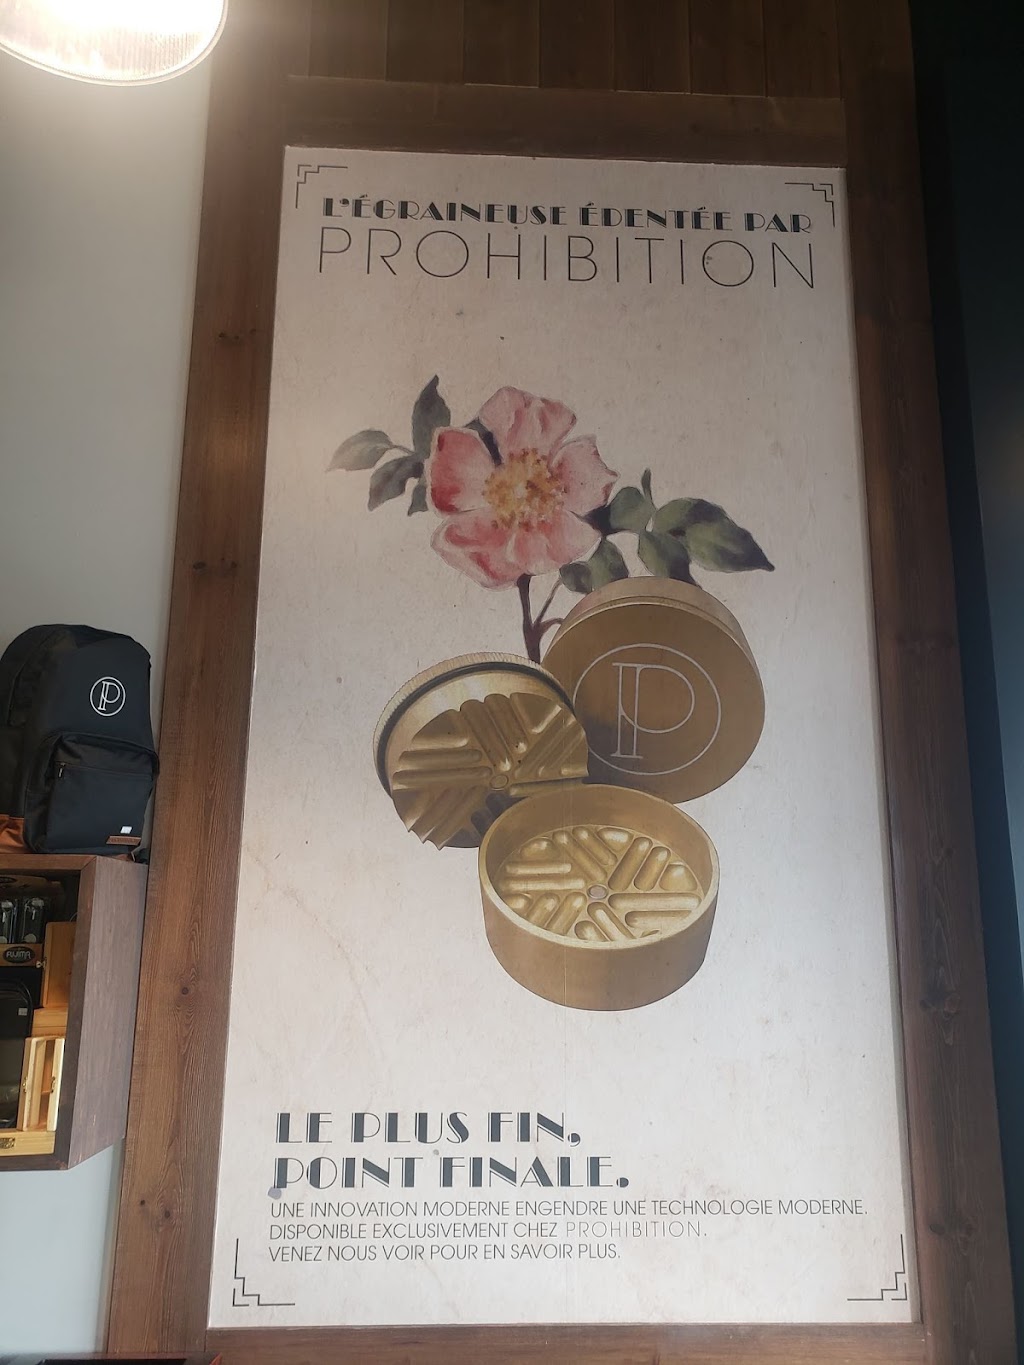 L'ÉGRAINEUSE ÉDENTÉE PAR
PROHIBITION
P
P
LE PLUS FIN,
POINT FINALE.
UNE INNOVATION MODERNE ENGENDRE UNE TECHNOLOGIE MODERNE.
DISPONIBLE EXCLUSIVEMENT CHEZ PROHIBITION.
VENEZ NOUS VOIR POUR EN SAVOIR PLUS.